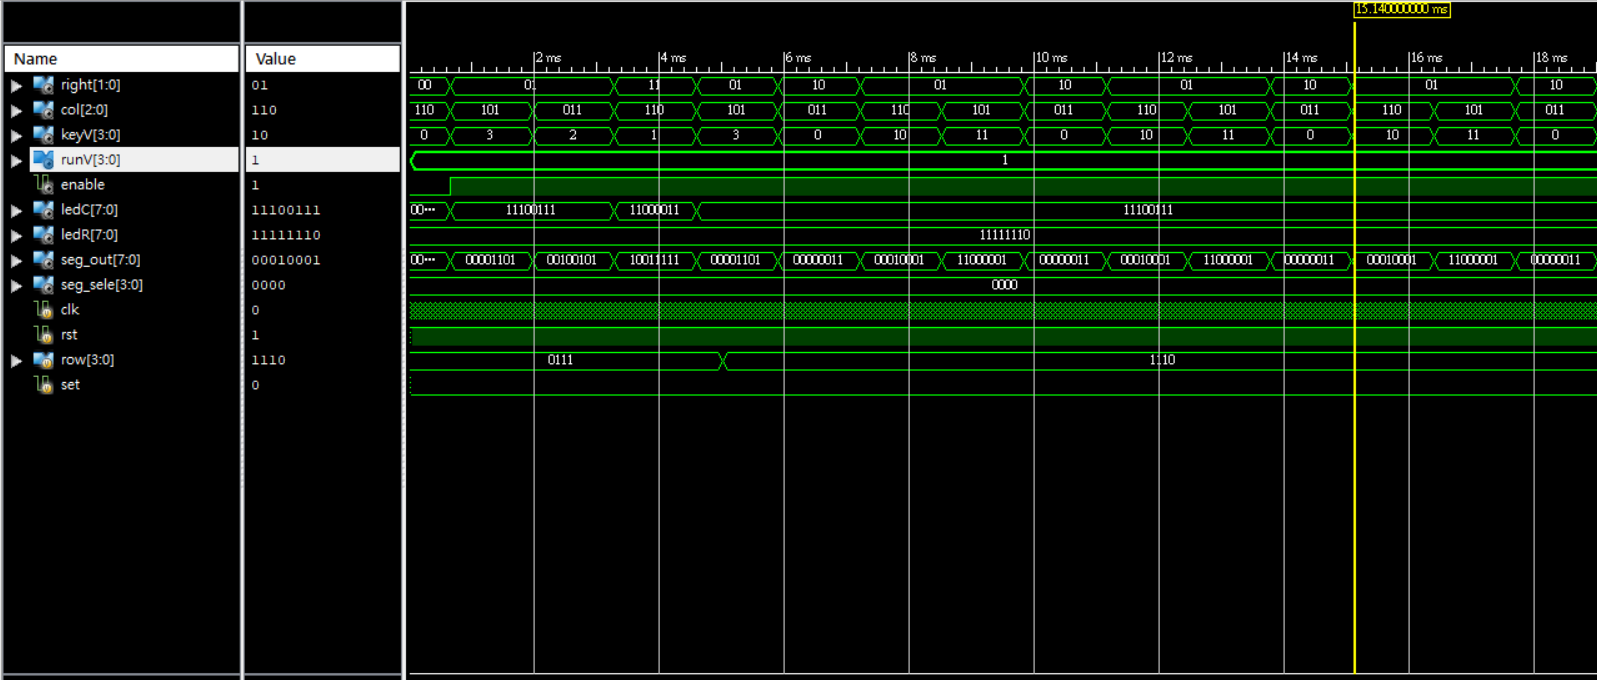 15.140000000 ms
Name Value 2 ms 4 ms 6 ms 8 ms 10 ms 12 ms 14 ms 16 ms 18 ms
right[1:0] 01 00 01 11 01 10 01 10 01 10 01 10
col[2:0] 110 110 101 011 110 101 011 110 101 011 110 101 011 110 101 011
keyV[3:0] 10 0 3 2 1 3 0 10 11 0 10 11 0 10 11 0
runV[3:0] 1 1
enable 1
ledC[7:0] 11100111 00··· 11100111 11000011 11100111
ledR[7:0] 11111110 11111110
seg_out[7:0] 00010001 00··· 00001101 00100101 10011111 00001101 00000011 00010001 11000001 00000011 00010001 11000001 00000011 00010001 11000001 00000011
seg_sele[3:0] 0000 0000
clk 0
rst 1
row[3:0] 1110 0111 1110
set 0